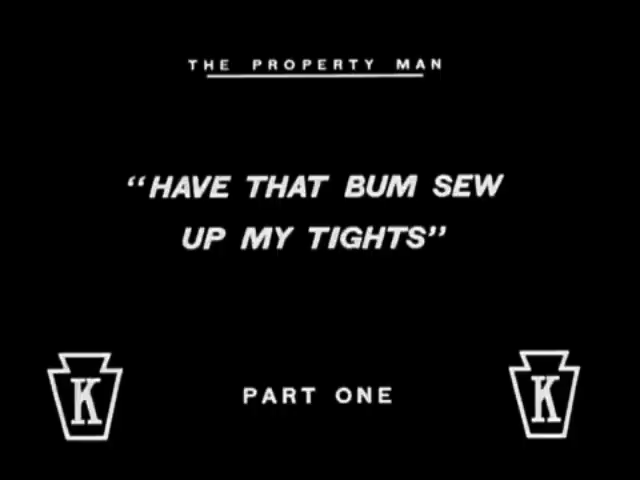 THE PROPERTY MAN
"HAVE THAT BUM SEW
UP MY TIGHTS"
K PART ONE K